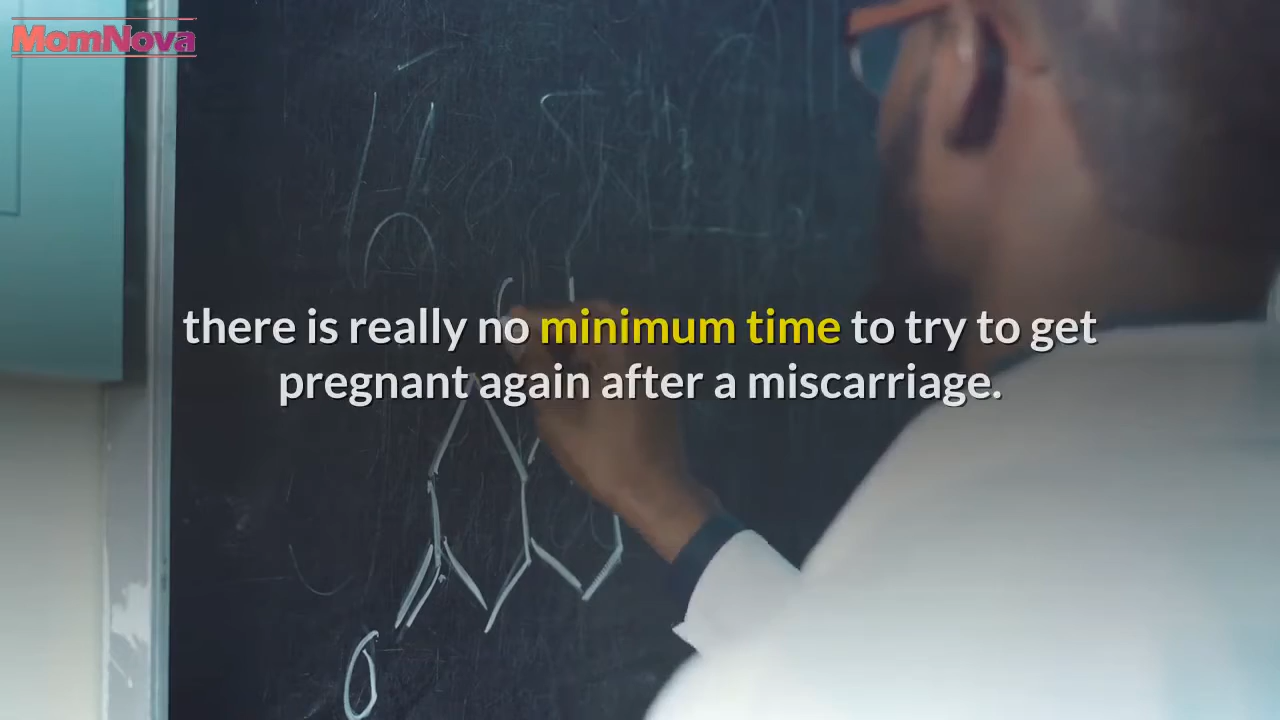 MomNova
there is really no minimum time to try to get
pregnant again after a miscarriage.